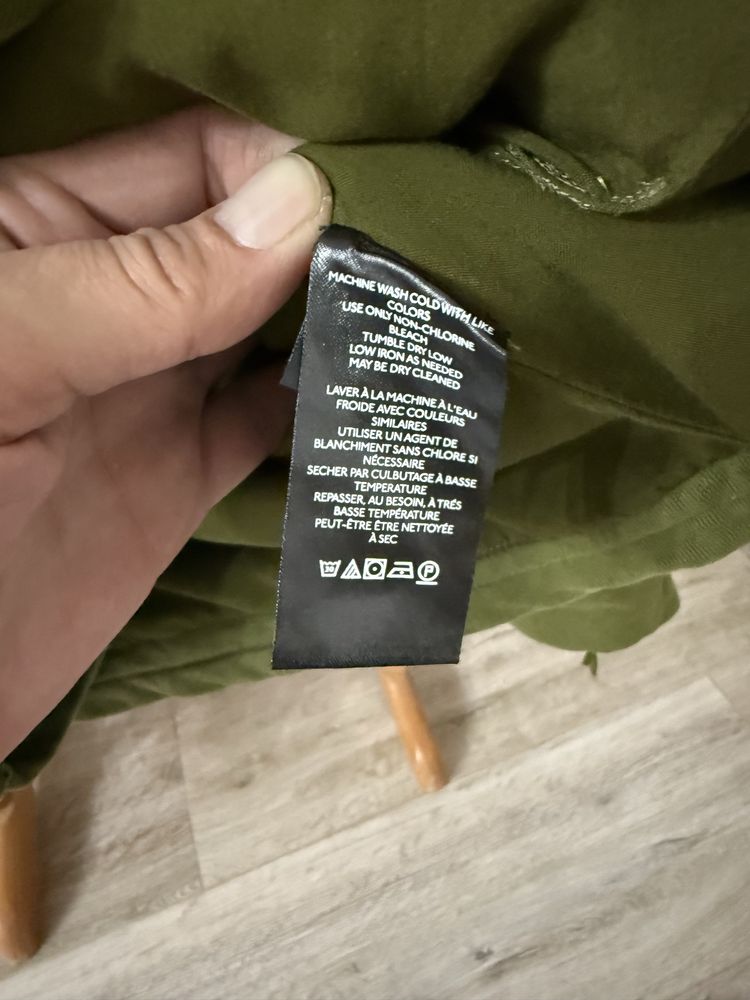 MACHINE WASH COLD WITH LIKE
COLORS
USE ONLY NON-CHLORINE
BLEACH
TUMBLE DRY LOW
LOW IRON AS NEEDED
MAY BE DRY CLEANED
LAVER À LA MACHINE À L'EAU
FROIDE AVEC COULEURS
SIMILAIRES
UTILISER UN AGENT DE
BLANCHIMENT SANS CHLORE SI
NÉCESSAIRE
SECHER PAR CULBUTAGE À BASSE
TEMPERATURE
REPASSER, AU BESOIN, À TRÉS
BASSE TEMPÉRATURE
PEUT-ÊTRE ÊTRE NETTOYÉE
À SEC
30 P